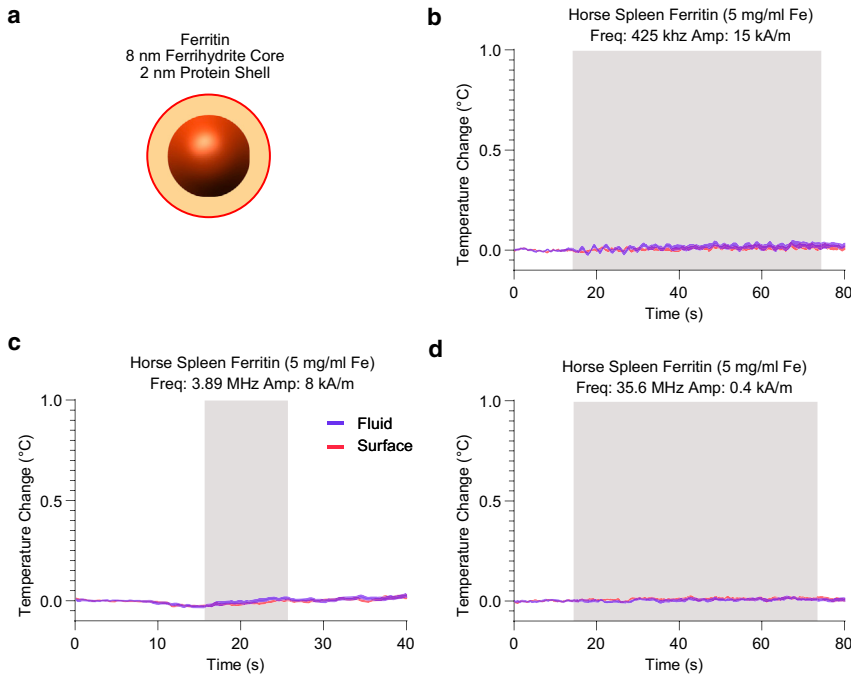 a
Ferritin
8 nm Ferrihydrite Core
2 nm Protein Shell
b
Horse Spleen Ferritin (5 mg/ml Fe)
Freq: 425 khz Amp: 15 kA/m
Temperature Change (°C)
1.0
0.5
0.0
0 20 40 60 80
Time (s)
c
Horse Spleen Ferritin (5 mg/ml Fe)
Freq: 3.89 MHz Amp: 8 kA/m
Temperature Change (°C)
1.0
0.5
0.0
Fluid
Surface
0 10 20 30 40
Time (s)
d
Horse Spleen Ferritin (5 mg/ml Fe)
Freq: 35.6 MHz Amp: 0.4 kA/m
Temperature Change (°C)
1.0
0.5
0.0
0 20 40 60 80
Time (s)